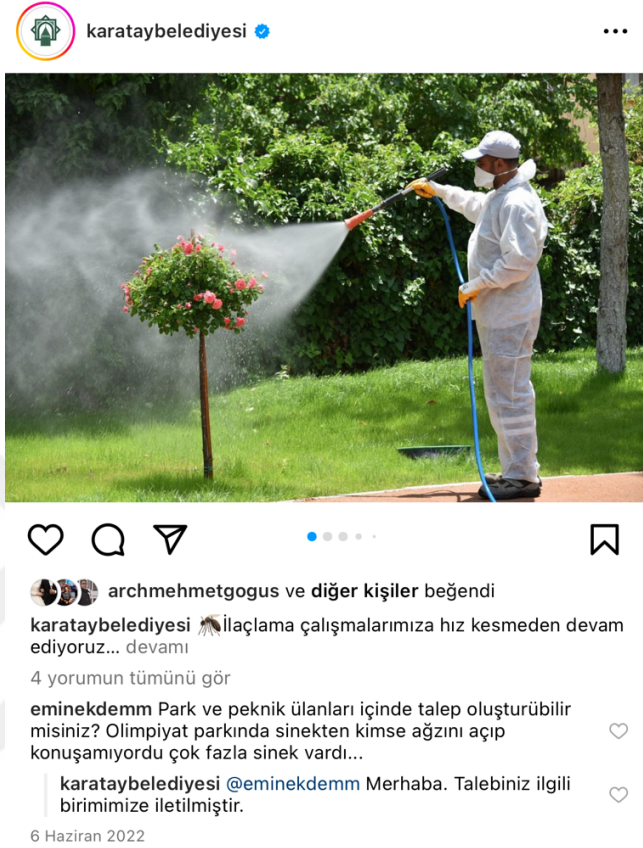 karataybelediyesi
archmehmetgogus ve diğer kişiler beğendi
karataybelediyesi 🦟İlaçlama çalışmalarımıza hız kesmeden devam
ediyoruz... devamı
4 yorumun tümünü gör
eminekdemm Park ve peknik ülanları içinde talep oluşturübilir
misiniz? Olimpiyat parkında sinekten kimse ağzını açıp
konuşamıyordu çok fazla sinek vardı...
karataybelediyesi @eminekdemm Merhaba. Talebiniz ilgili
birimimize iletilmiştir.
6 Haziran 2022